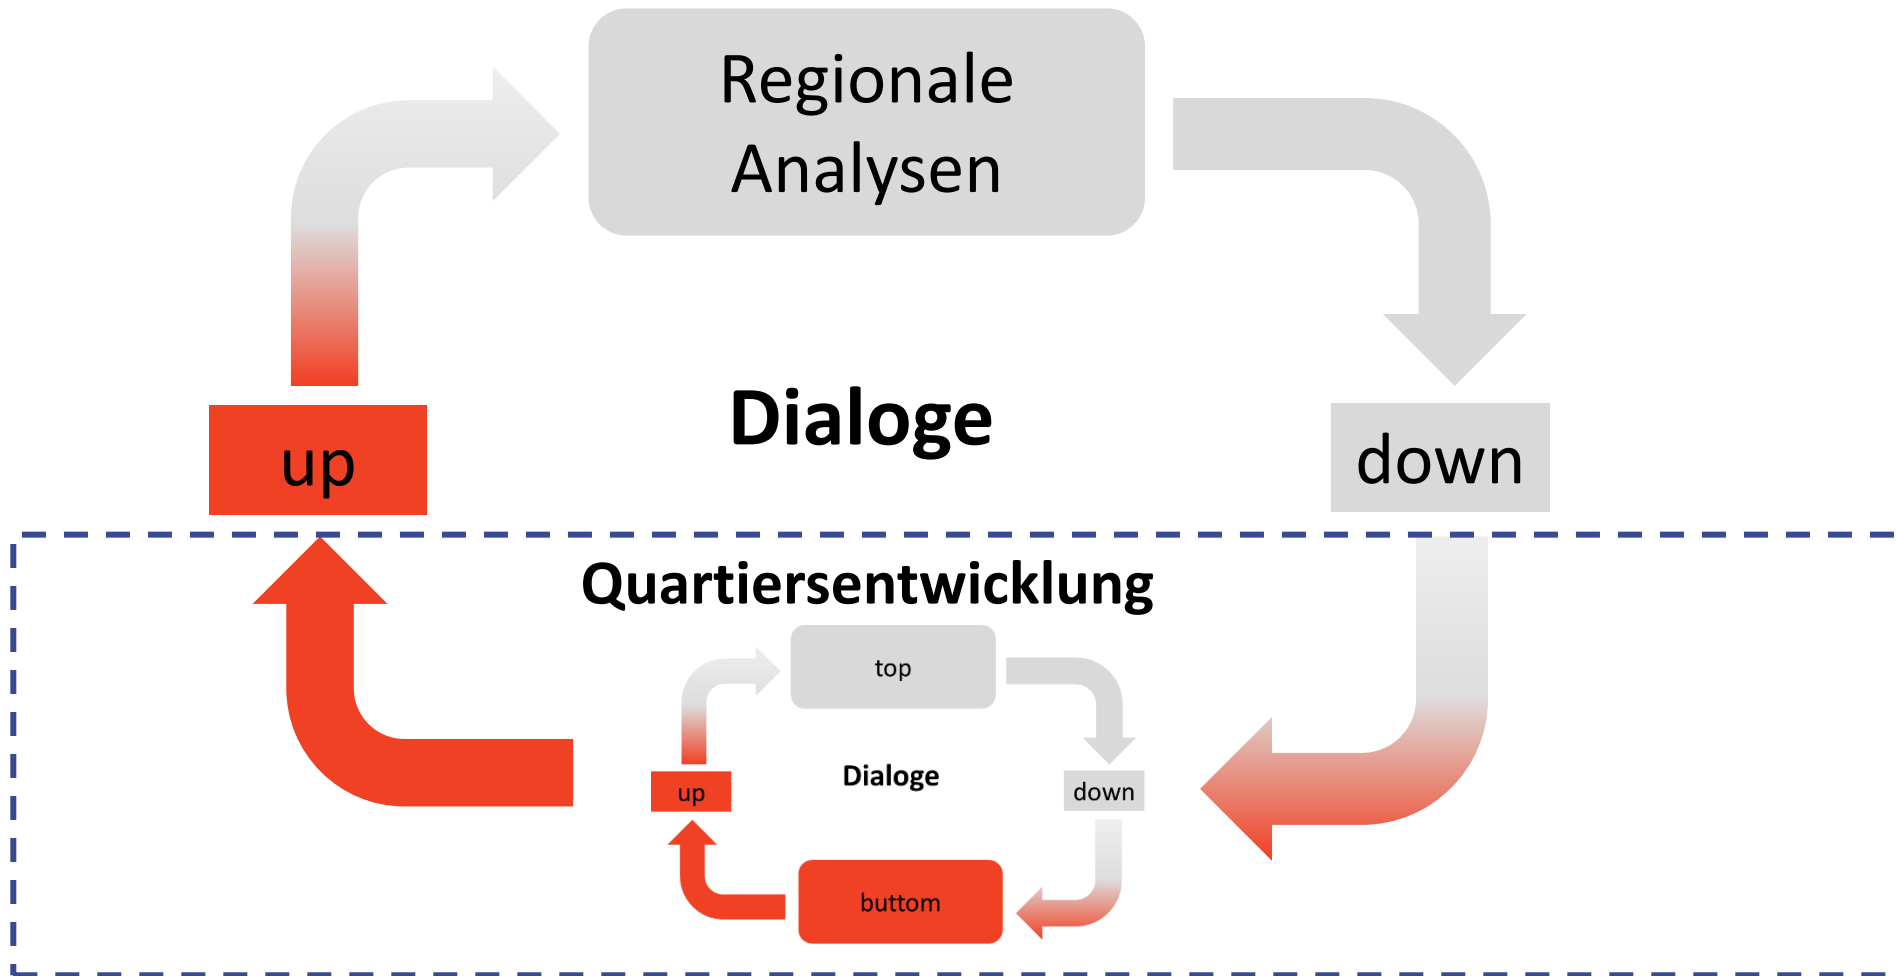 Regionale
Analysen
Dialoge
up
down
Quartiersentwicklung
top
Dialoge
up
down
buttom